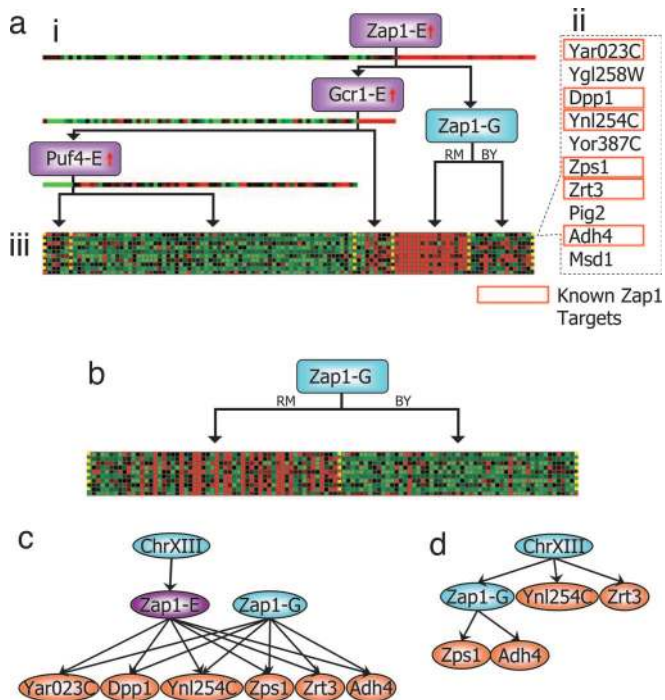 a
i
ii
Zap1-E
Gcr1-E
Zap1-G
RM BY
Puf4-E
iii
Yar023C
Ygl258W
Dpp1
Ynl254C
Yor387C
Zps1
Zrt3
Pig2
Adh4
Msd1
Known Zap1
Targets
b
Zap1-G
RM BY
c
ChrXIII
Zap1-E Zap1-G
Yar023C Dpp1 Ynl254C Zps1 Zrt3 Adh4
d
ChrXIII
Zap1-G Ynl254C Zrt3
Zps1 Adh4